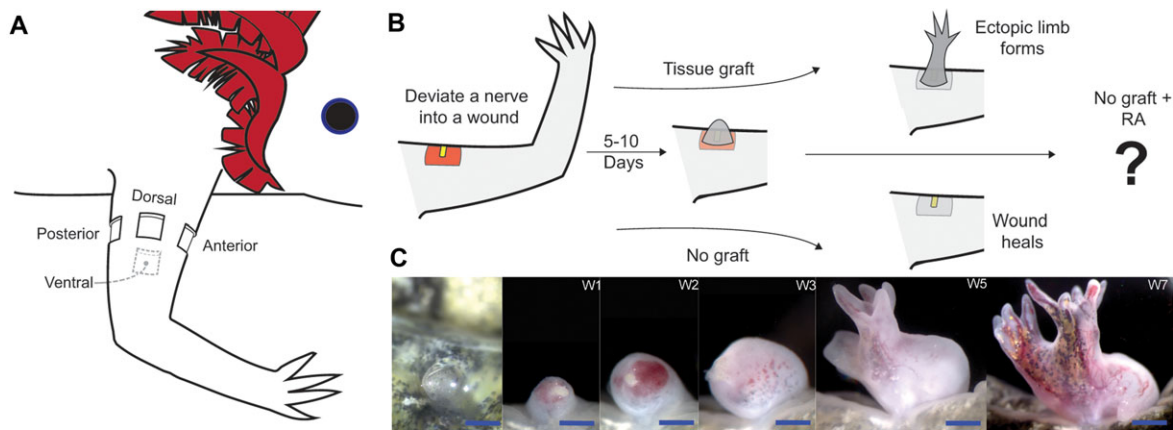 A
Dorsal
Posterior
Anterior
Ventral
B
Deviate a nerve
into a wound
5-10
Days
Tissue graft
No graft
Ectopic limb
forms
Wound
heals
No graft +
RA
?
C
W1
W2
W3
W5
W7